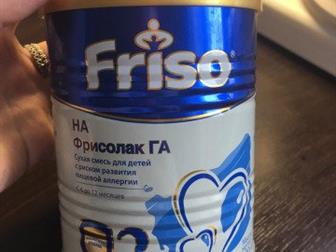 Friso
HA
Фрисолак ГА
Сухая смесь для детей
с риском развития
пищевой аллергии
С 6 до 12 месяцев
2